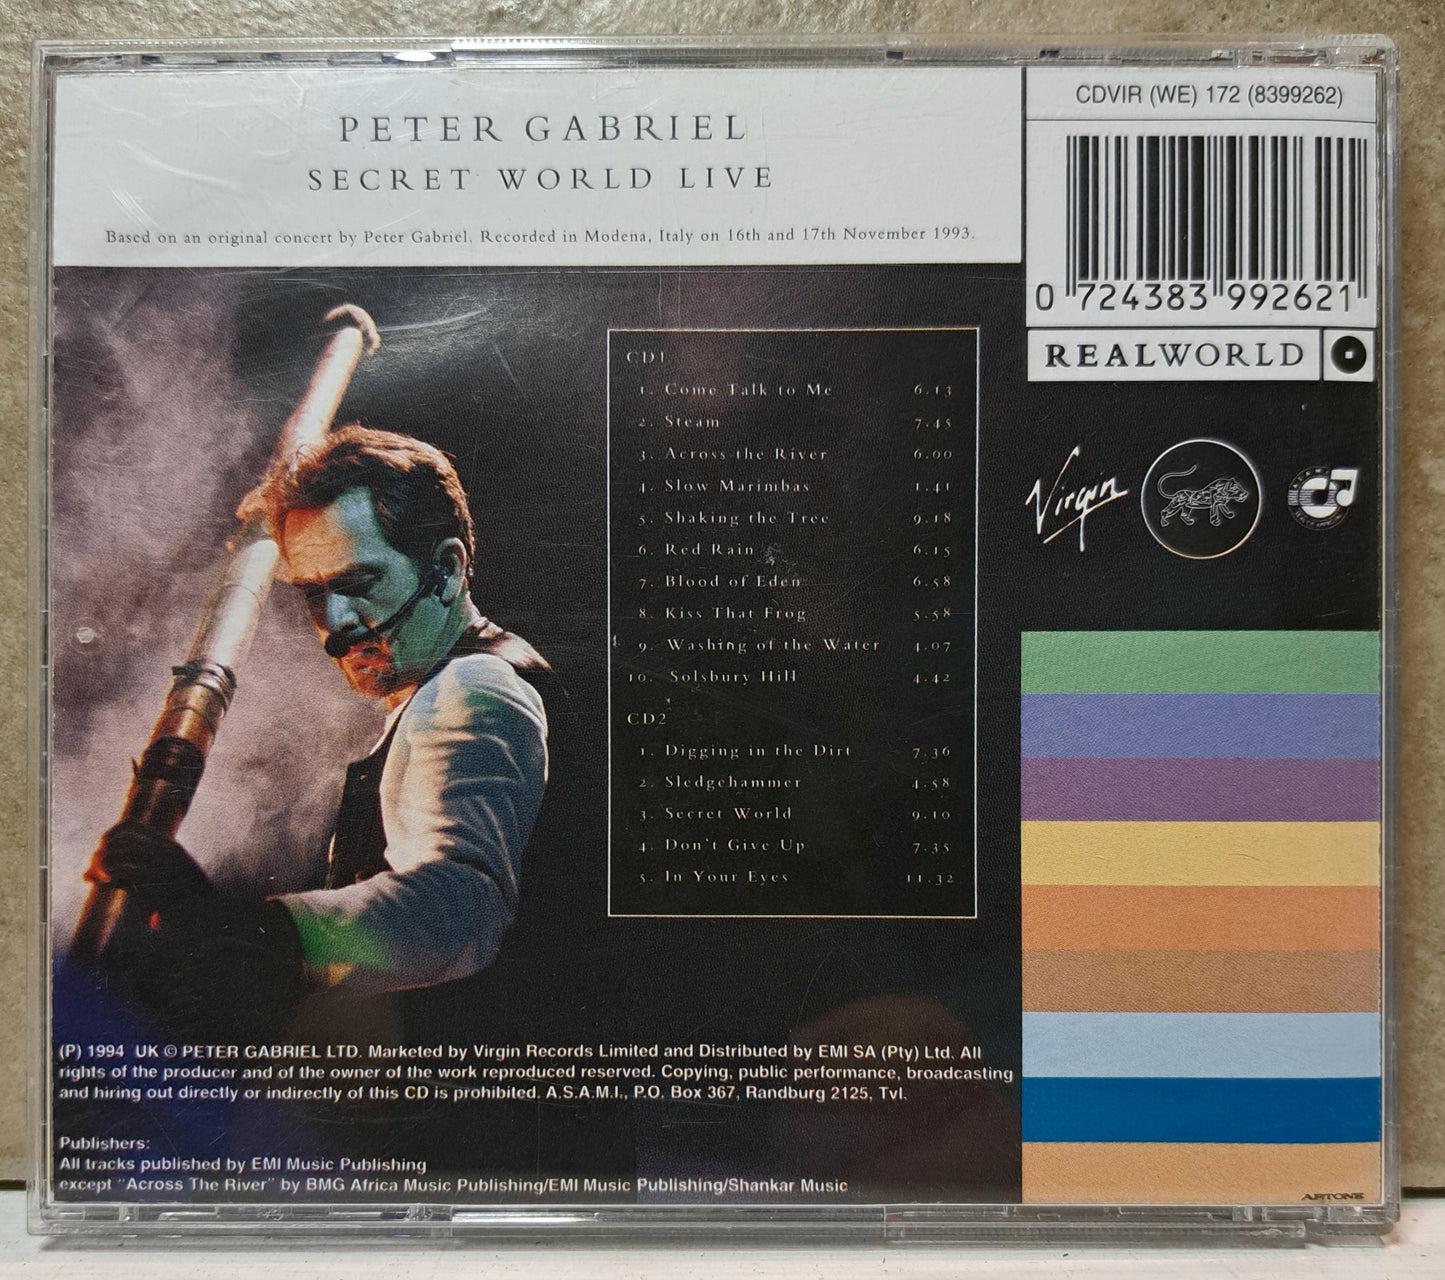 PETER GABRIEL
SECRET WORLD LIVE
Based on an original concert by Peter Gabriel. Recorded in Modena, Italy on 16th and 17th November 1993.
CDVIR (WE) 172 (8399262)
0 724383 992621
REALWORLD
Virgin
CD1
1. Come Talk to Me 6.13
2. Steam 7.45
3. Across the River 6.00
4. Slow Marimbas 1.41
5. Shaking the Tree 9.18
6. Red Rain 6.15
7. Blood of Eden 6.58
8. Kiss That Frog 5.58
9. Washing of the Water 4.07
10. Solsbury Hill 4.42
CD2
1. Digging in the Dirt 7.36
2. Sledgehammer 4.58
3. Secret World 9.10
4. Don't Give Up 7.35
5. In Your Eyes 11.32
(P) 1994 UK © PETER GABRIEL LTD. Marketed by Virgin Records Limited and Distributed by EMI SA (Pty) Ltd. All
rights of the producer and of the owner of the work reproduced reserved. Copying, public performance, broadcasting
and hiring out directly or indirectly of this CD is prohibited. A.S.A.M.I., P.O. Box 367, Randburg 2125, Tvl.
Publishers:
All tracks published by EMI Music Publishing
except "Across The River" by BMG Africa Music Publishing/EMI Music Publishing/Shankar Music
ARTONE